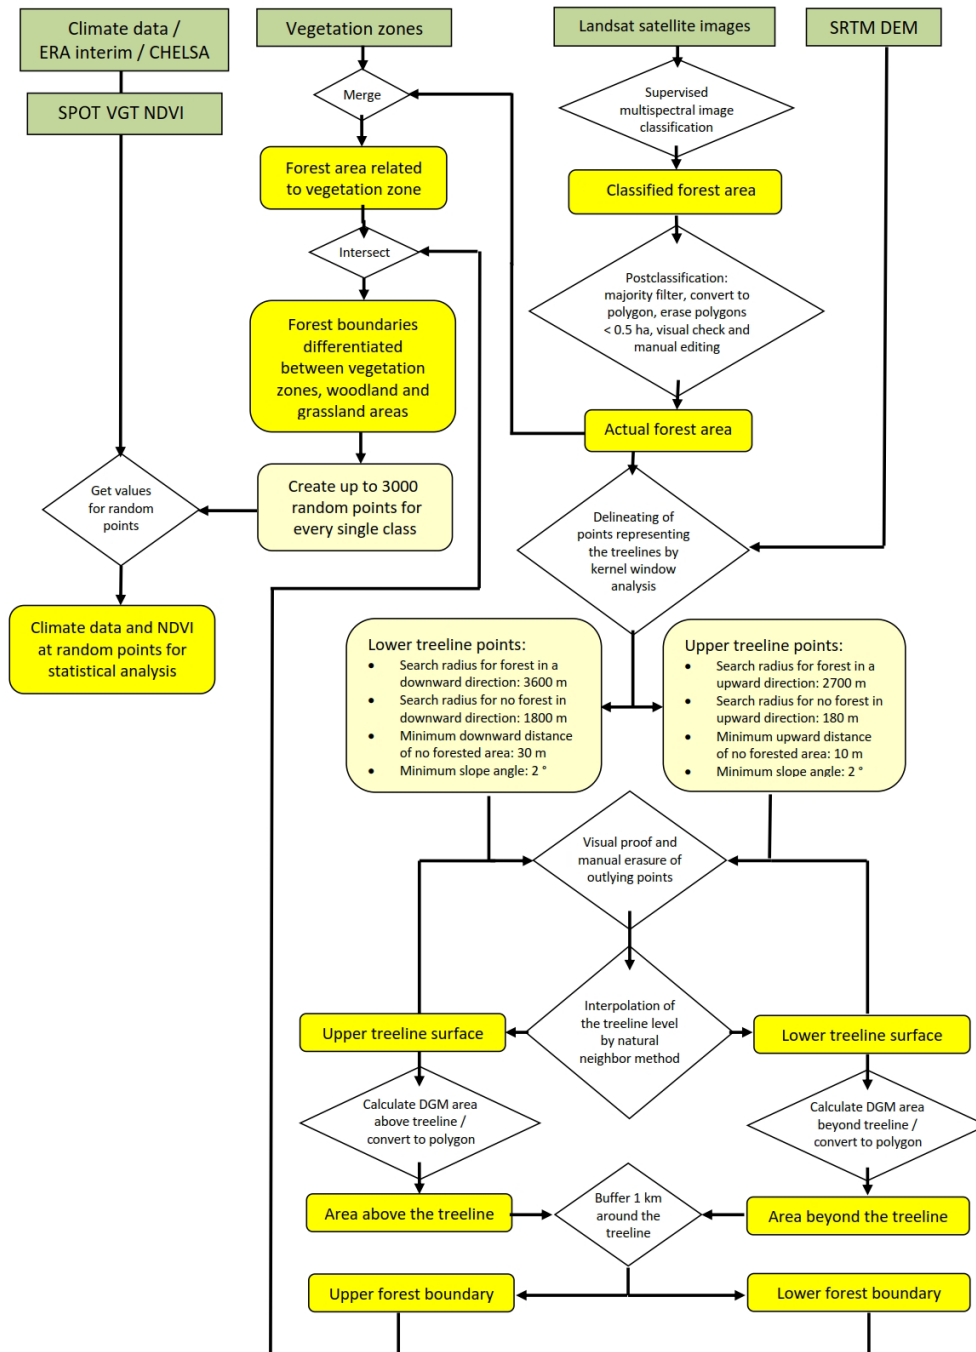 Climate data /
ERA interim / CHELSA
SPOT VGT NDVI
Vegetation zones
Landsat satellite images
SRTM DEM
Merge
Supervised
multispectral image
classification
Forest area related
to vegetation zone
Classified forest area
Intersect
Postclassification:
majority filter, convert to
polygon, erase polygons
< 0.5 ha, visual check and
manual editing
Forest boundaries
differentiated
between vegetation
zones, woodland and
grassland areas
Actual forest area
Get values
for random
points
Create up to 3000
random points for
every single class
Delineating of
points representing
the treelines by
kernel window
analysis
Climate data and NDVI
at random points for
statistical analysis
Lower treeline points:
• Search radius for forest in a
downward direction: 3600 m
• Search radius for no forest in
downward direction: 1800 m
• Minimum downward distance
of no forested area: 30 m
• Minimum slope angle: 2 °
Upper treeline points:
• Search radius for forest in a
upward direction: 2700 m
• Search radius for no forest in
upward direction: 180 m
• Minimum upward distance
of no forested area: 10 m
• Minimum slope angle: 2 °
Visual proof and
manual erasure of
outlying points
Interpolation of
the treeline level
by natural
neighbor method
Upper treeline surface
Lower treeline surface
Calculate DGM area
above treeline /
convert to polygon
Calculate DGM area
beyond treeline /
convert to polygon
Area above the treeline
Buffer 1 km
around the
treeline
Area beyond the treeline
Upper forest boundary
Lower forest boundary